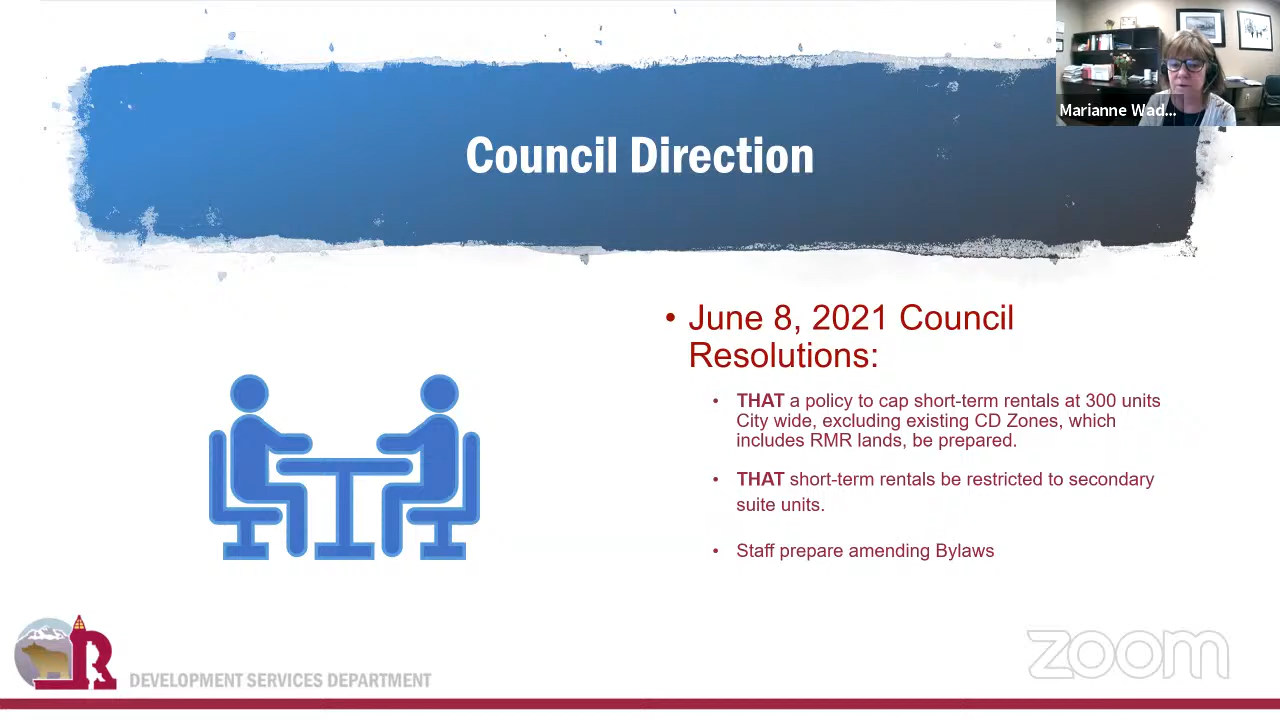 Marianne Wad...
Council Direction
• June 8, 2021 Council
Resolutions:
• THAT a policy to cap short-term rentals at 300 units
City wide, excluding existing CD Zones, which
includes RMR lands, be prepared.
• THAT short-term rentals be restricted to secondary
suite units.
• Staff prepare amending Bylaws
R
DEVELOPMENT SERVICES DEPARTMENT
zoom